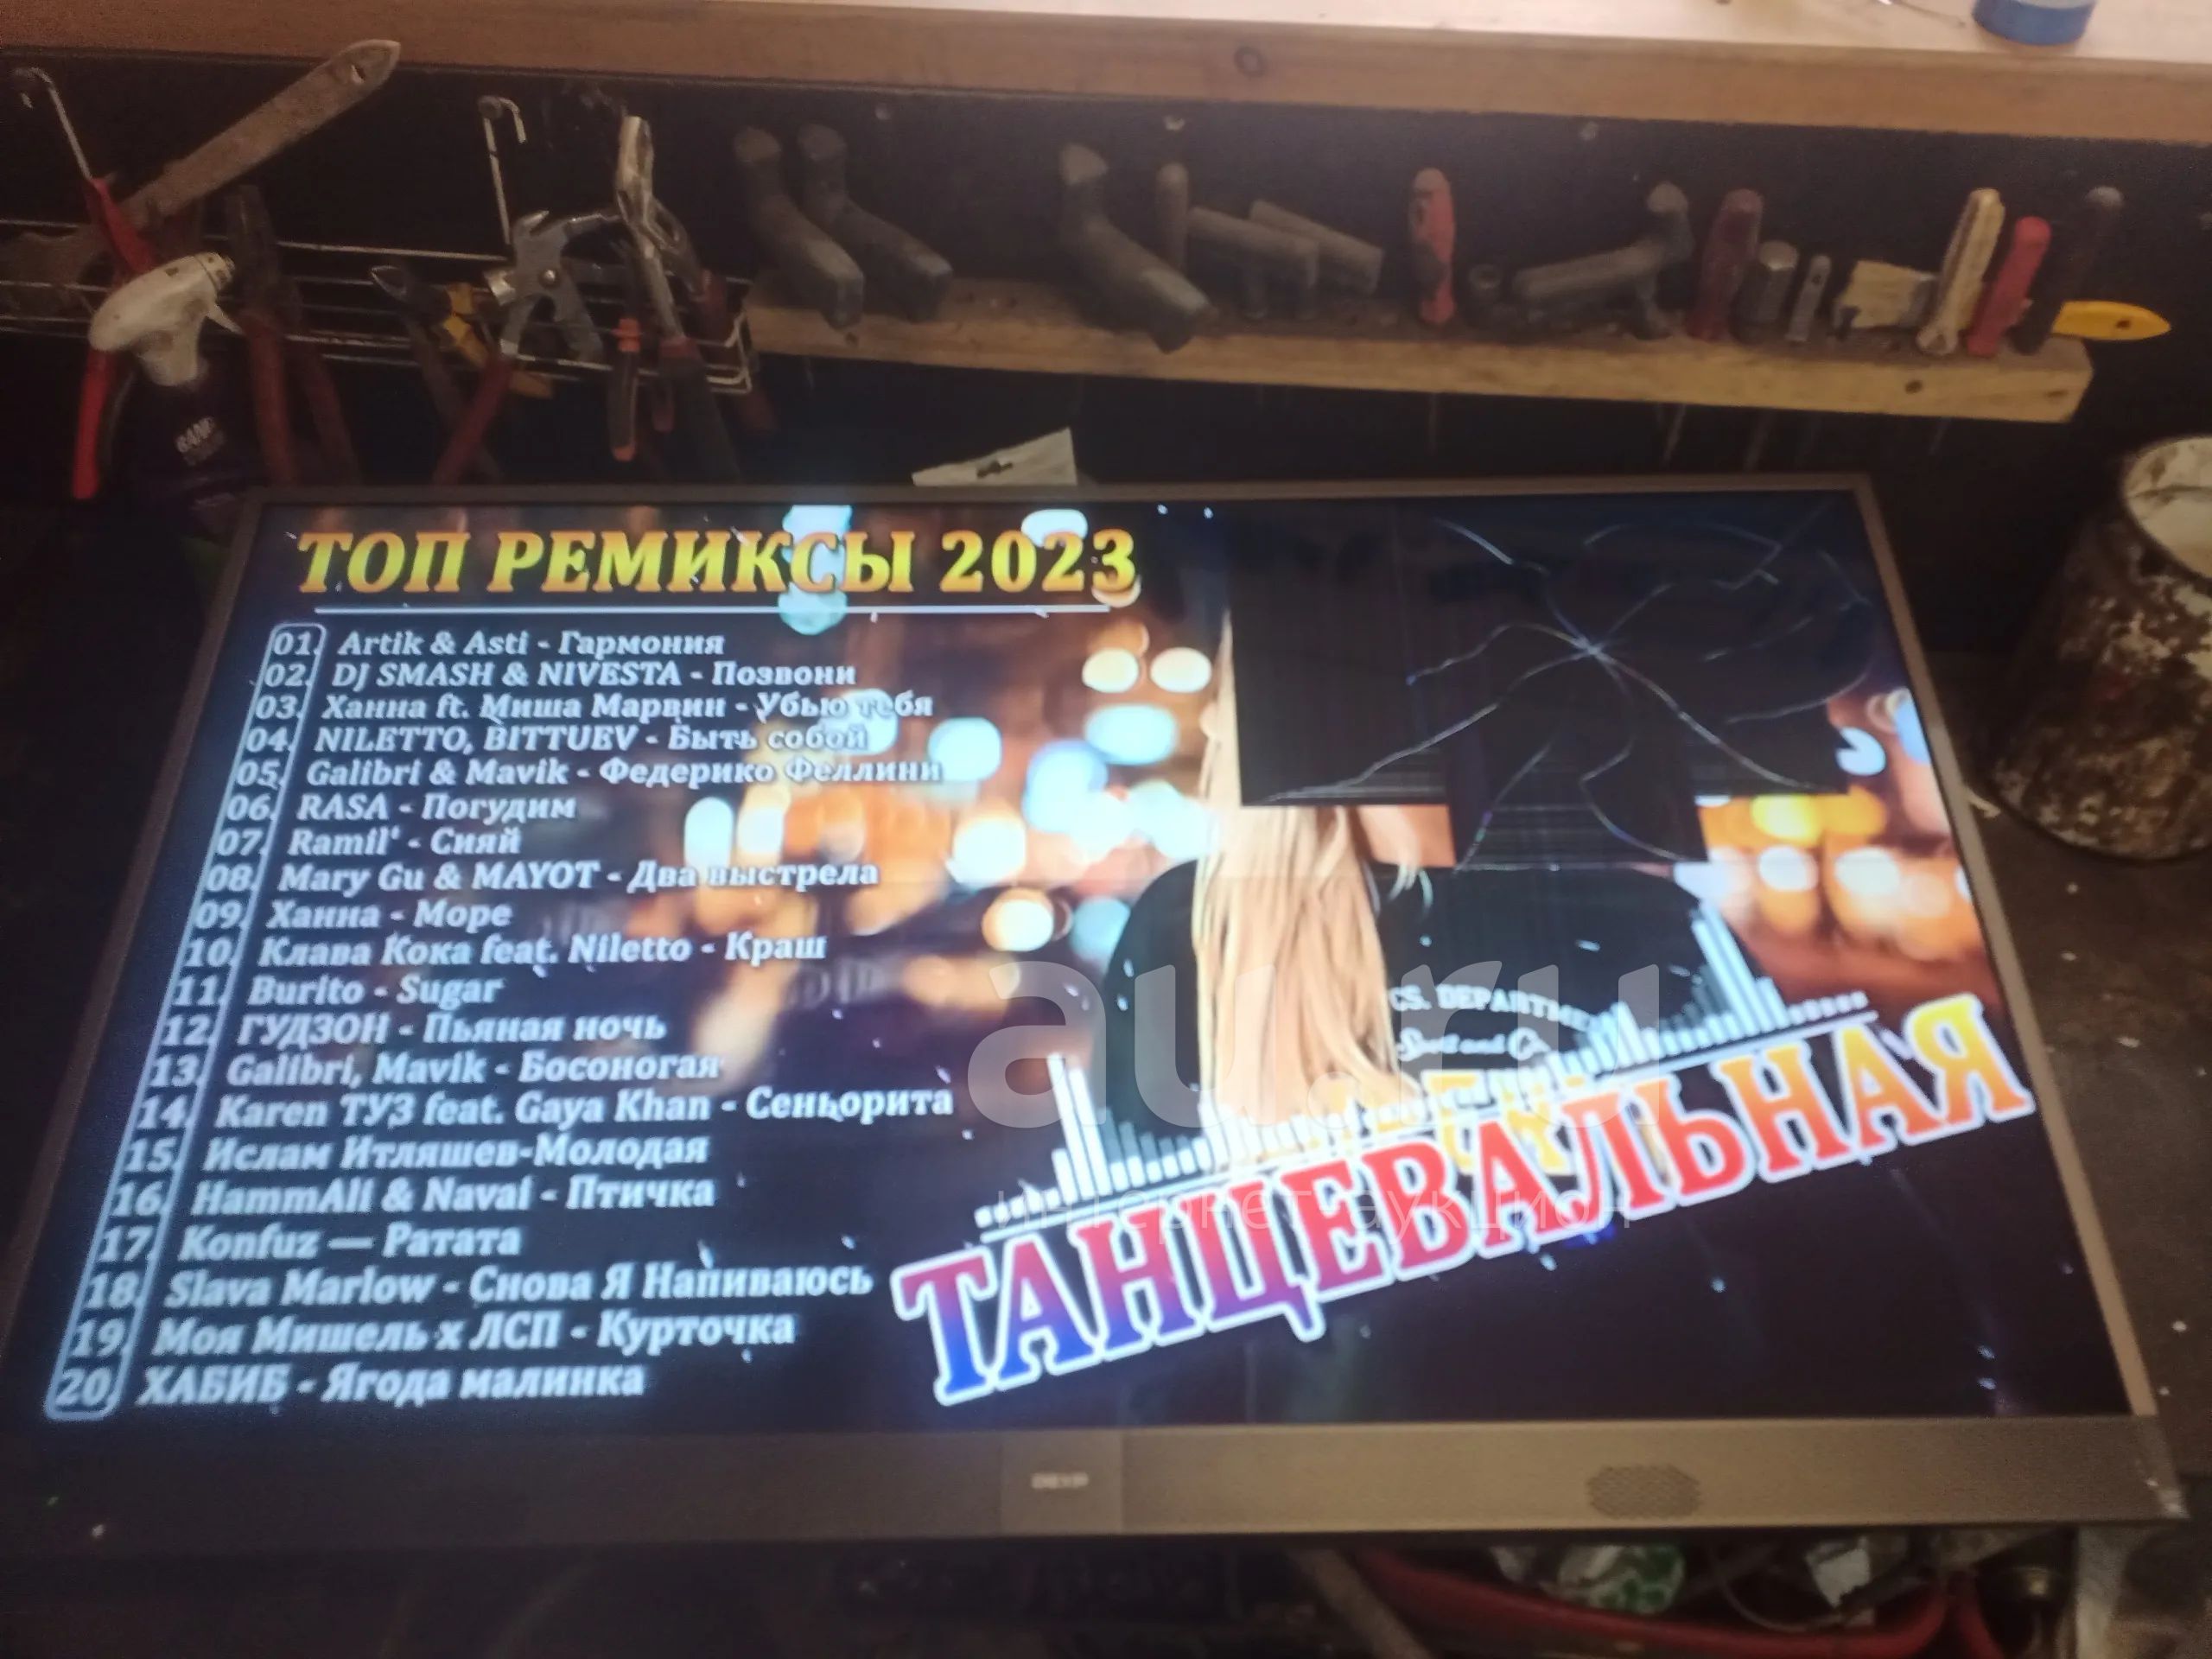 ТОП РЕМИКСЫ 2023
01. Artik & Asti - Гармония
02. DJ SMASH & NIVESTA - Позвони
03. Ханна ft. Миша Марвин - Убью тебя
04. NILETTO, BITTUEV - Быть собой
05. Galibri & Mavik - Федерико Феллини
06. RASA - Погудим
07. Ramil' - Сияй
08. Mary Gu & MAYOT - Два выстрела
09. Ханна - Море
10. Клава Кока feat. Niletto - Краш
11. Burito - Sugar
12. ГУДЗОН - Пьяная ночь
13. Galibri, Mavik - Босоногая
14. Karen ТУЗ feat. Gaya Khan - Сеньорита
15. Ислам Итляшев-Молодая
16. HammAli & Navai - Птичка
17. Konfuz — Ратата
18. Slava Marlow - Снова Я Напиваюсь
19. Моя Мишель х ЛСП - Курточка
20. ХАБИБ - Ягода малинка
CS. DEPARTME
ТАНЦЕВАЛЬНАЯ
au.ru
интернет аукцион
DEXP